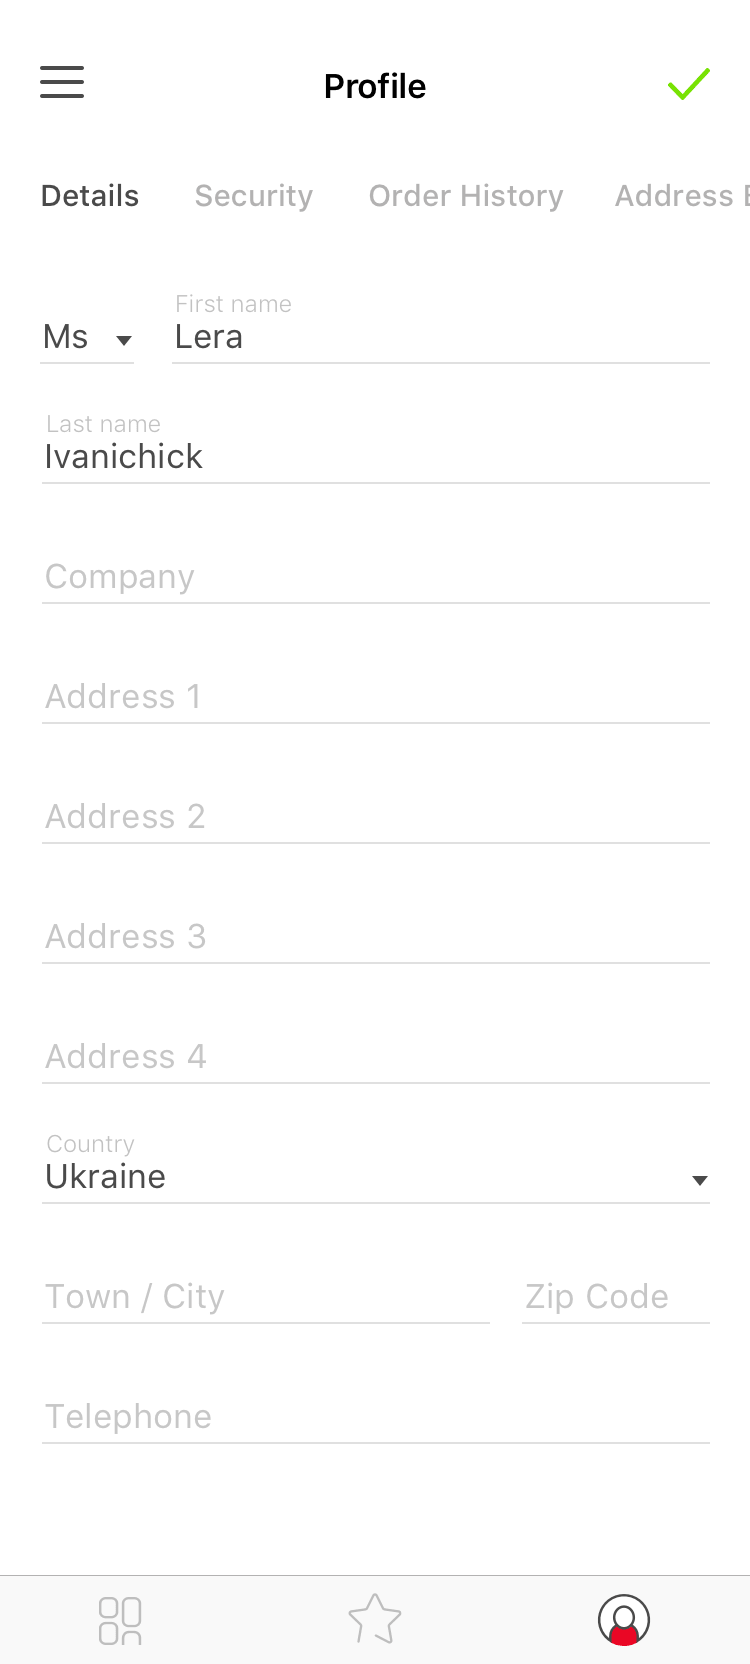 Profile
Details Security Order History Address
First name
Ms Lera
Last name
Ivanichick
Company
Address 1
Address 2
Address 3
Address 4
Country
Ukraine
Town / City Zip Code
Telephone